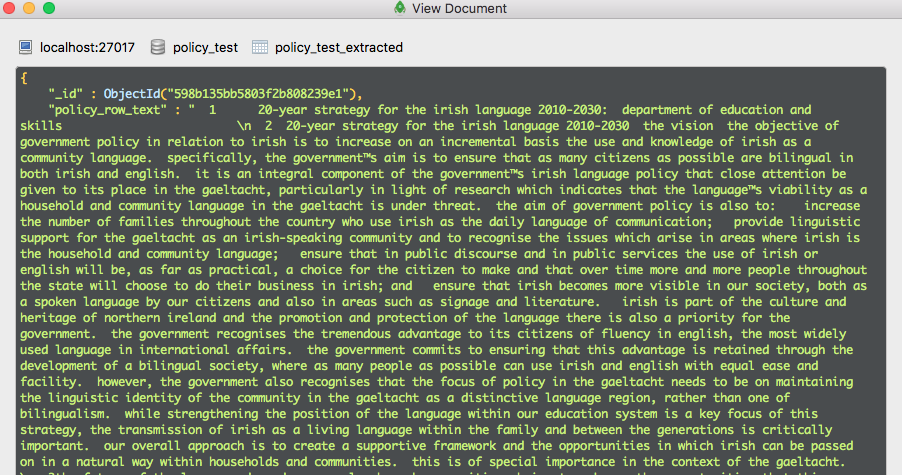 View Document
localhost:27017 policy_test policy_test_extracted
{
"_id" : ObjectId("598b135bb5803f2b808239e1"),
"policy_row_text" : " 1 20-year strategy for the irish language 2010-2030: department of education and
skills \n 2 20-year strategy for the irish language 2010-2030 the vision the objective of
government policy in relation to irish is to increase on an incremental basis the use and knowledge of irish as a
community language. specifically, the government™s aim is to ensure that as many citizens as possible are bilingual in
both irish and english. it is an integral component of the government™s irish language policy that close attention be
given to its place in the gaeltacht, particularly in light of research which indicates that the language™s viability as a
household and community language in the gaeltacht is under threat. the aim of government policy is also to: increase
the number of families throughout the country who use irish as the daily language of communication; provide linguistic
support for the gaeltacht as an irish-speaking community and to recognise the issues which arise in areas where irish is
the household and community language; ensure that in public discourse and in public services the use of irish or
english will be, as far as practical, a choice for the citizen to make and that over time more and more people throughout
the state will choose to do their business in irish; and ensure that irish becomes more visible in our society, both as
a spoken language by our citizens and also in areas such as signage and literature. irish is part of the culture and
heritage of northern ireland and the promotion and protection of the language there is also a priority for the
government. the government recognises the tremendous advantage to its citizens of fluency in english, the most widely
used language in international affairs. the government commits to ensuring that this advantage is retained through the
development of a bilingual society, where as many people as possible can use irish and english with equal ease and
facility. however, the government also recognises that the focus of policy in the gaeltacht needs to be on maintaining
the linguistic identity of the community in the gaeltacht as a distinctive language region, rather than one of
bilingualism. while strengthening the position of the language within our education system is a key focus of this
strategy, the transmission of irish as a living language within the family and between the generations is critically
important. our overall approach is to create a supportive framework and the opportunities in which irish can be passed
on in a natural way within households and communities. this is of special importance in the context of the gaeltacht.